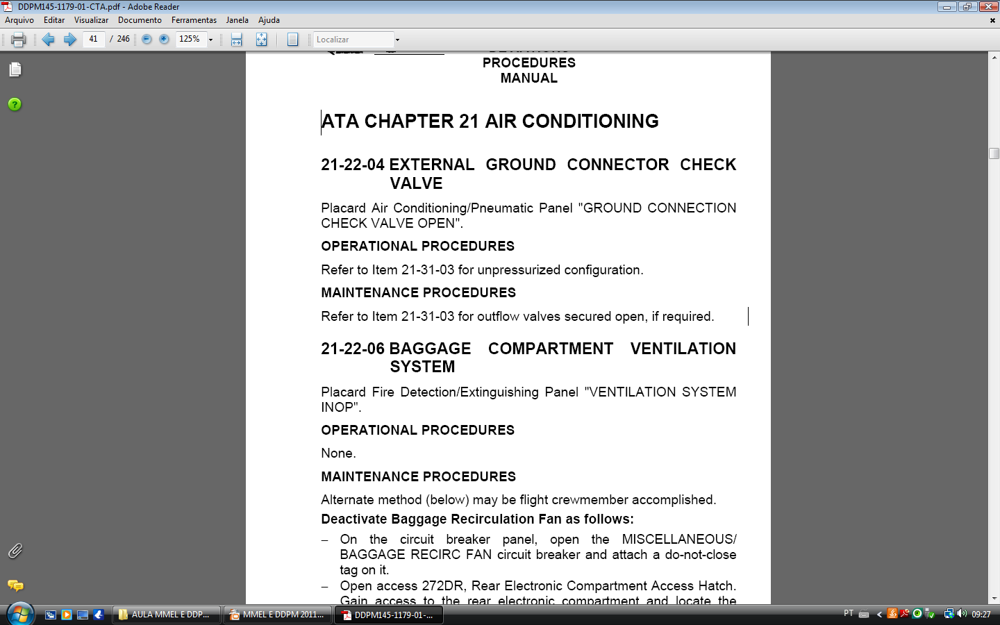 DDPM145-1179-01-CTA.pdf - Adobe Reader
Arquivo Editar Visualizar Documento Ferramentas Janela Ajuda
41 / 246 125% Localizar
PROCEDURES
MANUAL
ATA CHAPTER 21 AIR CONDITIONING
21-22-04 EXTERNAL GROUND CONNECTOR CHECK
VALVE
Placard Air Conditioning/Pneumatic Panel "GROUND CONNECTION
CHECK VALVE OPEN".
OPERATIONAL PROCEDURES
Refer to Item 21-31-03 for unpressurized configuration.
MAINTENANCE PROCEDURES
Refer to Item 21-31-03 for outflow valves secured open, if required.
21-22-06 BAGGAGE COMPARTMENT VENTILATION
SYSTEM
Placard Fire Detection/Extinguishing Panel "VENTILATION SYSTEM
INOP".
OPERATIONAL PROCEDURES
None.
MAINTENANCE PROCEDURES
Alternate method (below) may be flight crewmember accomplished.
Deactivate Baggage Recirculation Fan as follows:
– On the circuit breaker panel, open the MISCELLANEOUS/
BAGGAGE RECIRC FAN circuit breaker and attach a do-not-close
tag on it.
– Open access 272DR, Rear Electronic Compartment Access Hatch.
Gain access to the rear electronic compartment and locate the
AULA MMEL E DDP... MMEL E DDPM 2011... DDPM145-1179-01-... PT 09:27